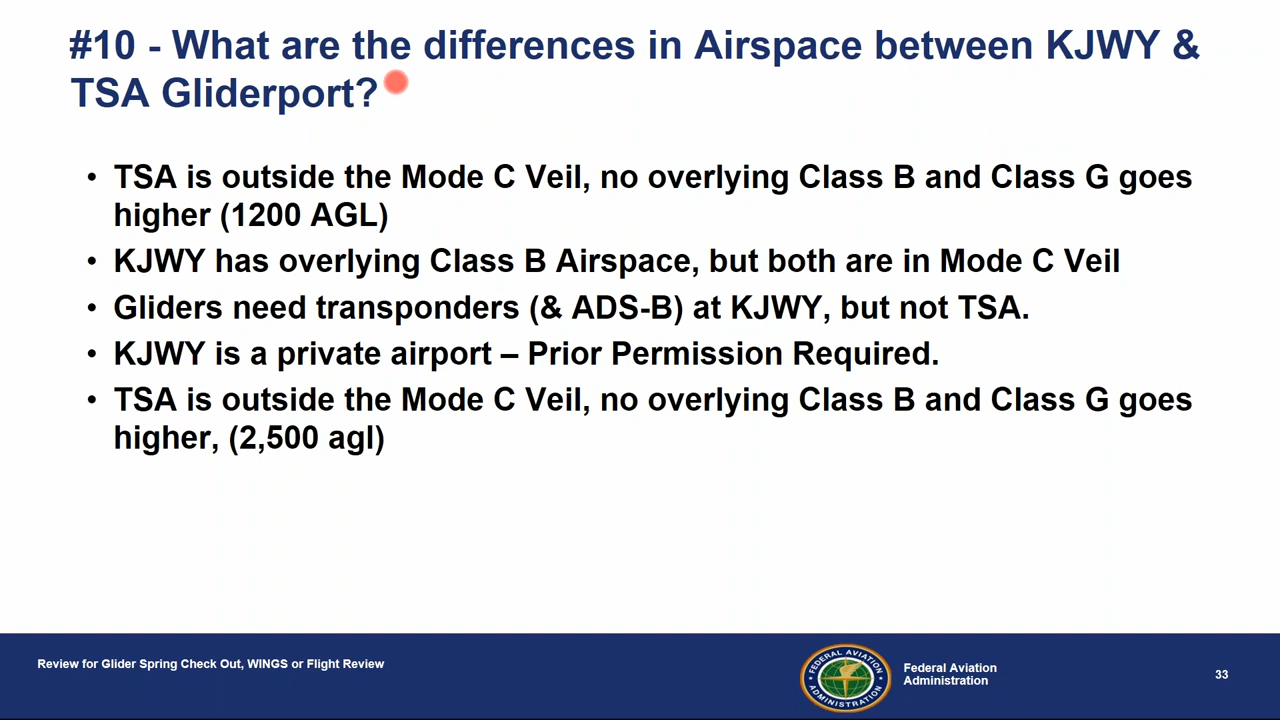 #10 - What are the differences in Airspace between KJWY &
TSA Gliderport?
• TSA is outside the Mode C Veil, no overlying Class B and Class G goes
higher (1200 AGL)
• KJWY has overlying Class B Airspace, but both are in Mode C Veil
• Gliders need transponders (& ADS-B) at KJWY, but not TSA.
• KJWY is a private airport – Prior Permission Required.
• TSA is outside the Mode C Veil, no overlying Class B and Class G goes
higher, (2,500 agl)
Review for Glider Spring Check Out, WINGS or Flight Review
FEDERAL AVIATION
ADMINISTRATION
Federal Aviation
Administration
33